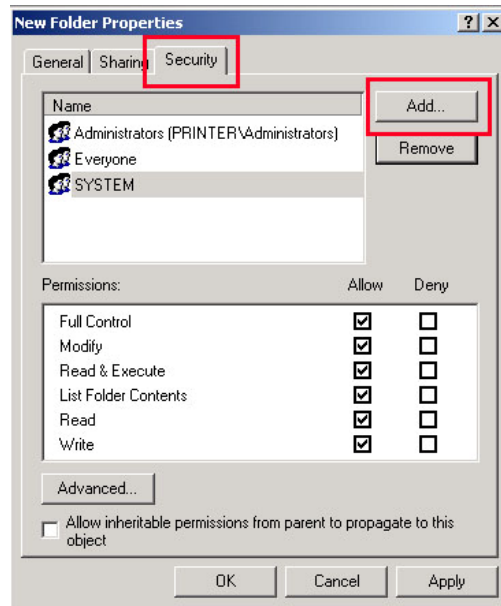 New Folder Properties
General Sharing Security
Name
Add...
Administrators (PRINTER\Administrators)
Everyone
Remove
SYSTEM
Permissions: Allow Deny
Full Control
Modify
Read & Execute
List Folder Contents
Read
Write
Advanced...
Allow inheritable permissions from parent to propagate to this
object
OK Cancel Apply